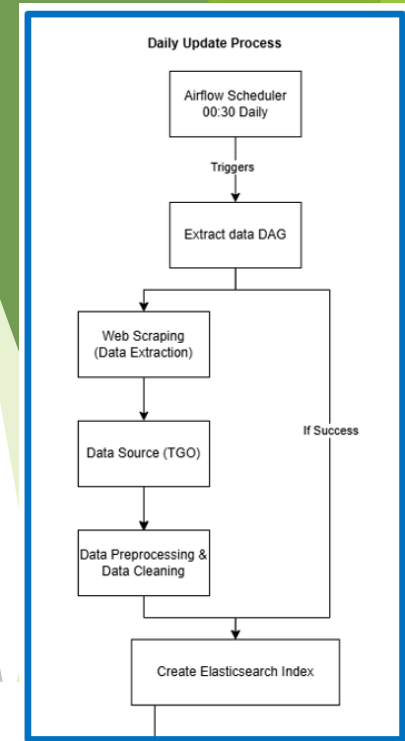 Daily Update Process
Airflow Scheduler
00:30 Daily
Triggers
Extract data DAG
Web Scraping
(Data Extraction)
Data Source (TGO)
If Success
Data Preprocessing &
Data Cleaning
Create Elasticsearch Index